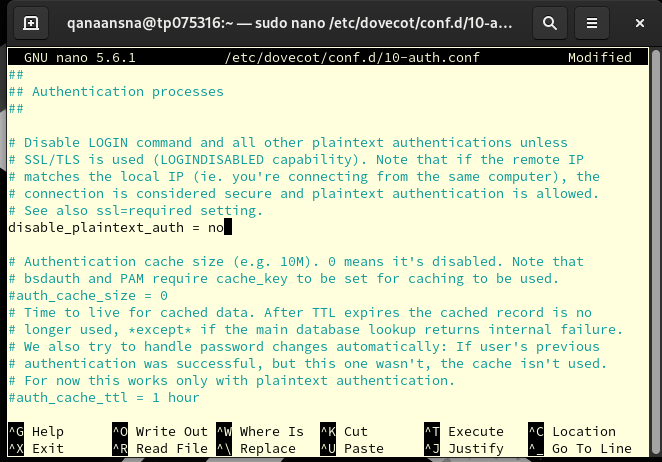 qanaansna@tp075316:~ — sudo nano /etc/dovecot/conf.d/10-a...
GNU nano 5.6.1 /etc/dovecot/conf.d/10-auth.conf Modified
##
## Authentication processes
##
# Disable LOGIN command and all other plaintext authentications unless
# SSL/TLS is used (LOGINDISABLED capability). Note that if the remote IP
# matches the local IP (ie. you're connecting from the same computer), the
# connection is considered secure and plaintext authentication is allowed.
# See also ssl=required setting.
disable_plaintext_auth = no
# Authentication cache size (e.g. 10M). 0 means it's disabled. Note that
# bsdauth and PAM require cache_key to be set for caching to be used.
#auth_cache_size = 0
# Time to live for cached data. After TTL expires the cached record is no
# longer used, *except* if the main database lookup returns internal failure.
# We also try to handle password changes automatically: If user's previous
# authentication was successful, but this one wasn't, the cache isn't used.
# For now this works only with plaintext authentication.
#auth_cache_ttl = 1 hour
^G Help ^O Write Out ^W Where Is ^K Cut ^T Execute ^C Location
^X Exit ^R Read File ^\ Replace ^U Paste ^J Justify ^_ Go To Line